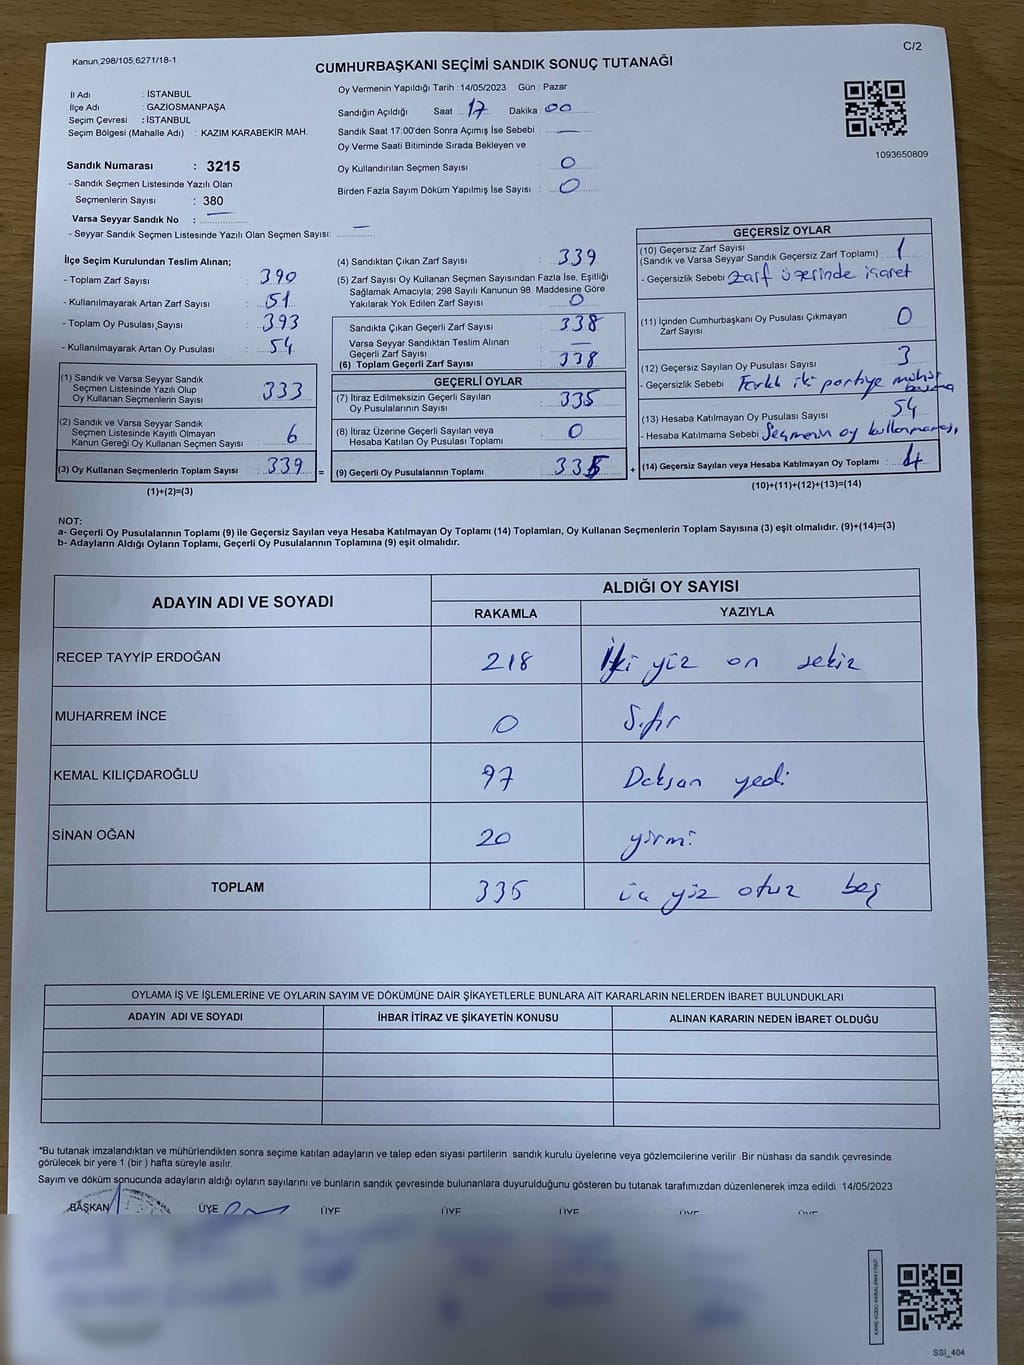 Kanun,298/105,6271/18-1
C/2
CUMHURBAŞKANI SEÇİMİ SANDIK SONUÇ TUTANAĞI
İl Adı : İSTANBUL
İlçe Adı : GAZİOSMANPAŞA
Seçim Çevresi : İSTANBUL
Seçim Bölgesi (Mahalle Adı) : KAZIM KARABEKİR MAH.
Sandık Numarası : 3215
- Sandık Seçmen Listesinde Yazılı Olan
Seçmenlerin Sayısı : 380
Varsa Seyyar Sandık No : —
- Seyyar Sandık Seçmen Listesinde Yazılı Olan Seçmen Sayısı: —
Oy Vermenin Yapıldığı Tarih : 14/05/2023 Gün : Pazar
Sandığın Açıldığı Saat : 17 Dakika : 00
Sandık Saat 17:00'den Sonra Açımış İse Sebebi : —
Oy Verme Saati Bitiminde Sırada Bekleyen ve
Oy Kullandırılan Seçmen Sayısı : 0
Birden Fazla Sayım Döküm Yapılmış İse Sayısı : 0
1093650809
İlçe Seçim Kurulundan Teslim Alınan;
- Toplam Zarf Sayısı : 390
- Kullanılmayarak Artan Zarf Sayısı : 51
- Toplam Oy Pusulası Sayısı : 393
- Kullanılmayarak Artan Oy Pusulası : 54
(1) Sandık ve Varsa Seyyar Sandık
Seçmen Listesinde Yazılı Olup
Oy Kullanan Seçmenlerin Sayısı : 333
(2) Sandık ve Varsa Seyyar Sandık
Seçmen Listesinde Kayıtlı Olmayan
Kanun Gereği Oy Kullanan Seçmen Sayısı : 6
(3) Oy Kullanan Seçmenlerin Toplam Sayısı : 339 =
(1)+(2)=(3)
(4) Sandıktan Çıkan Zarf Sayısı : 339
(5) Zarf Sayısı Oy Kullanan Seçmen Sayısından Fazla İse, Eşitliği
Sağlamak Amacıyla; 298 Sayılı Kanunun 98. Maddesine Göre
Yakılarak Yok Edilen Zarf Sayısı : 0
Sandıkta Çıkan Geçerli Zarf Sayısı : 338
Varsa Seyyar Sandıktan Teslim Alınan
Geçerli Zarf Sayısı : —
(6) Toplam Geçerli Zarf Sayısı : 338
GEÇERLİ OYLAR
(7) İtiraz Edilmeksizin Geçerli Sayılan
Oy Pusulalarının Sayısı : 335
(8) İtiraz Üzerine Geçerli Sayılan veya
Hesaba Katılan Oy Pusulası Toplamı : 0
(9) Geçerli Oy Pusulalarının Toplamı : 335 +
GEÇERSİZ OYLAR
(10) Geçersiz Zarf Sayısı
(Sandık ve Varsa Seyyar Sandık Geçersiz Zarf Toplamı) : 1
- Geçersizlik Sebebi : Zarf üzerinde işaret
(11) İçinden Cumhurbaşkanı Oy Pusulası Çıkmayan
Zarf Sayısı : 0
(12) Geçersiz Sayılan Oy Pusulası Sayısı : 3
- Geçersizlik Sebebi : Farklı iki partiye mühür basma
(13) Hesaba Katılmayan Oy Pusulası Sayısı : 54
- Hesaba Katılmama Sebebi : Seçmenin oy kullanmaması
(14) Geçersiz Sayılan veya Hesaba Katılmayan Oy Toplamı : 4
(10)+(11)+(12)+(13)=(14)
NOT:
a- Geçerli Oy Pusulalarının Toplamı (9) ile Geçersiz Sayılan veya Hesaba Katılmayan Oy Toplamı (14) Toplamları, Oy Kullanan Seçmenlerin Toplam Sayısına (3) eşit olmalıdır. (9)+(14)=(3)
b- Adayların Aldığı Oyların Toplamı, Geçerli Oy Pusulalarının Toplamına (9) eşit olmalıdır.
ADAYIN ADI VE SOYADI ALDIĞI OY SAYISI
RAKAMLA YAZIYLA
RECEP TAYYİP ERDOĞAN 218 İki yüz on sekiz
MUHARREM İNCE 0 Sıfır
KEMAL KILIÇDAROĞLU 97 Doksan yedi
SİNAN OĞAN 20 yirmi
TOPLAM 335 üç yüz otuz beş
OYLAMA İŞ VE İŞLEMLERİNE VE OYLARIN SAYIM VE DÖKÜMÜNE DAİR ŞİKAYETLERLE BUNLARA AİT KARARLARIN NELERDEN İBARET BULUNDUKLARI
ADAYIN ADI VE SOYADI İHBAR İTİRAZ VE ŞİKAYETİN KONUSU ALINAN KARARIN NEDEN İBARET OLDUĞU
*Bu tutanak imzalandıktan ve mühürlendikten sonra seçime katılan adayların ve talep eden siyasi partilerin sandık kurulu üyelerine veya gözlemcilerine verilir. Bir nüshası da sandık çevresinde
görülecek bir yere 1 (bir ) hafta süreyle asılır.
Sayım ve döküm sonucunda adayların aldığı oyların sayılarını ve bunların sandık çevresinde bulunanlara duyurulduğunu gösteren bu tutanak tarafımızdan düzenlenerek imza edildi. 14/05/2023
BAŞKAN ÜYE ÜYE ÜYE ÜYE ÜYE ÜYE
SSI_404